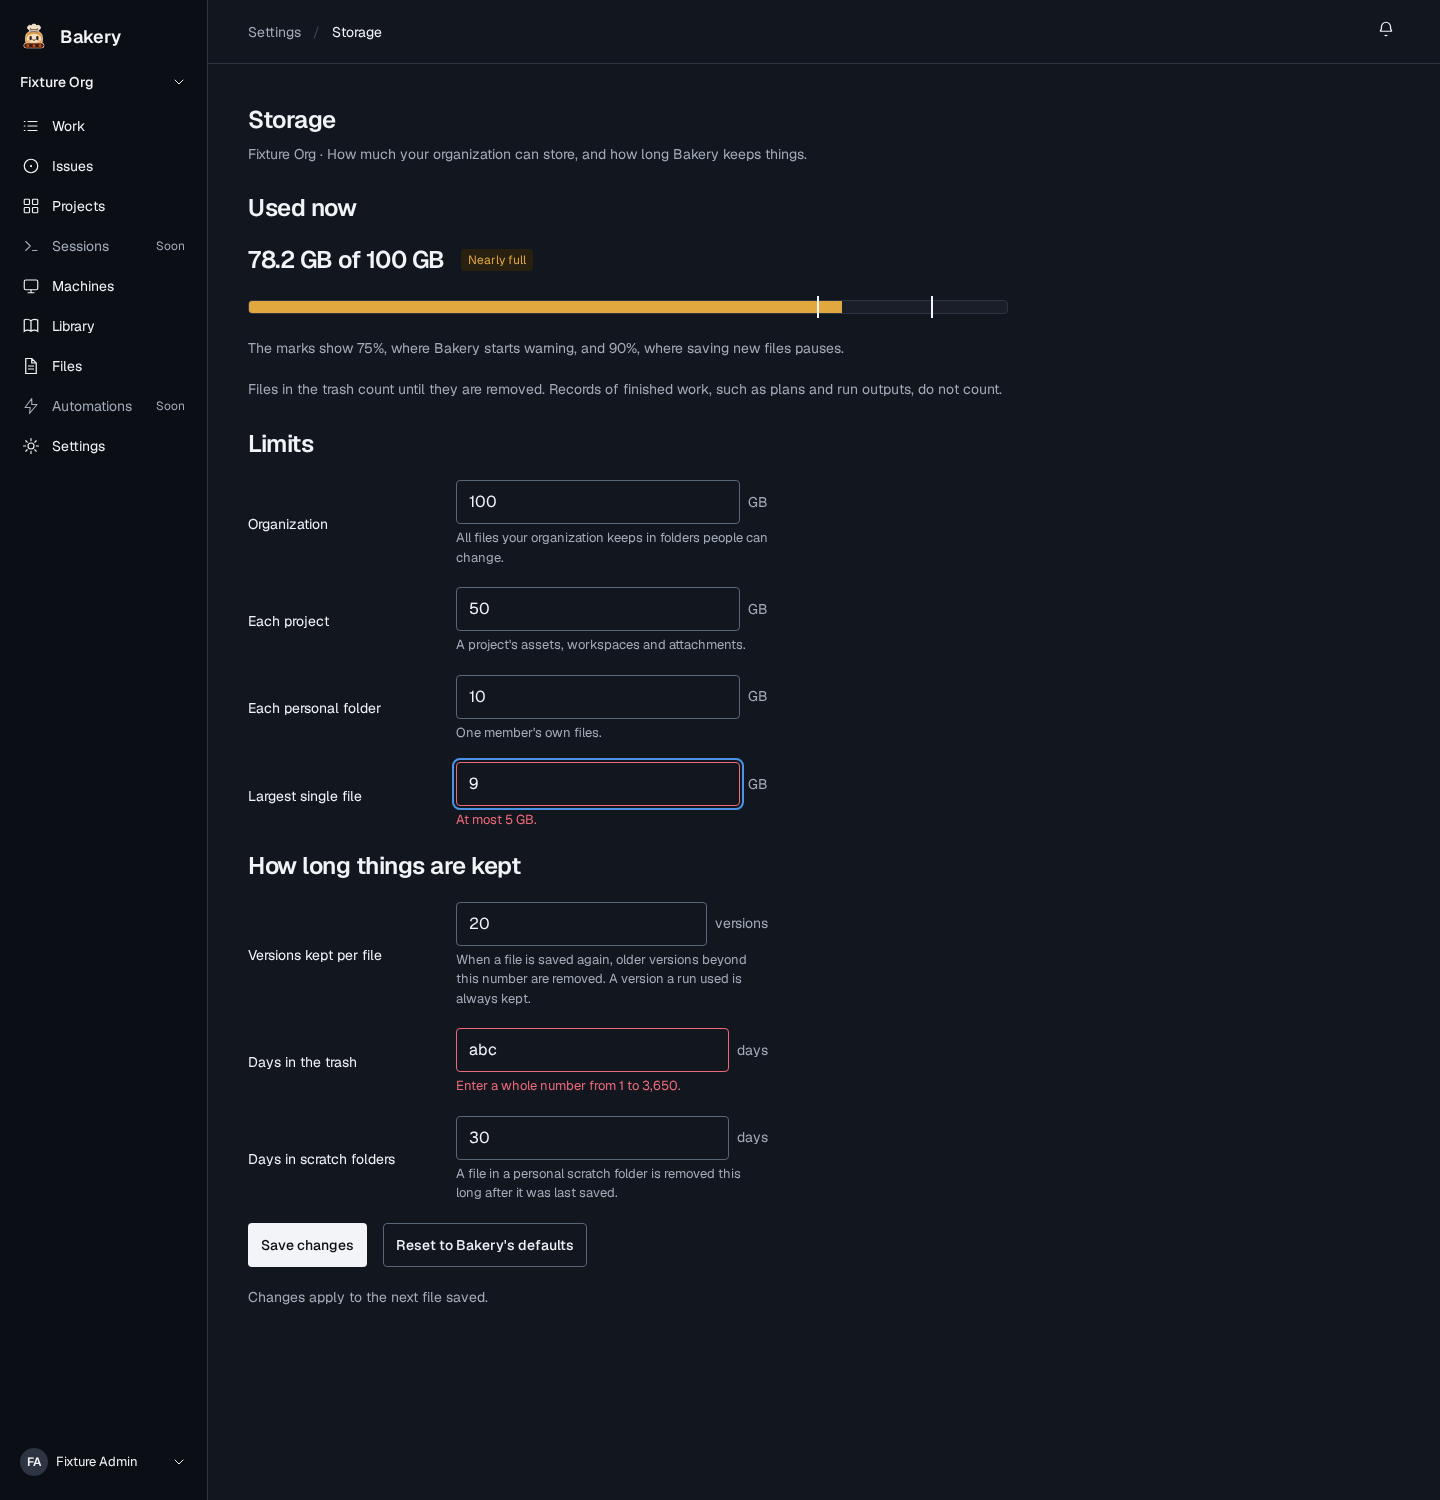 Bakery
Fixture Org
Work
Issues
Projects
Sessions Soon
Machines
Library
Files
Automations Soon
Settings
FA Fixture Admin
Settings / Storage
Storage
Fixture Org · How much your organization can store, and how long Bakery keeps things.
Used now
78.2 GB of 100 GB Nearly full
The marks show 75%, where Bakery starts warning, and 90%, where saving new files pauses.
Files in the trash count until they are removed. Records of finished work, such as plans and run outputs, do not count.
Limits
Organization
100 GB
All files your organization keeps in folders people can
change.
Each project
50 GB
A project's assets, workspaces and attachments.
Each personal folder
10 GB
One member's own files.
Largest single file
9 GB
At most 5 GB.
How long things are kept
Versions kept per file
20 versions
When a file is saved again, older versions beyond
this number are removed. A version a run used is
always kept.
Days in the trash
abc days
Enter a whole number from 1 to 3,650.
Days in scratch folders
30 days
A file in a personal scratch folder is removed this
long after it was last saved.
Save changes Reset to Bakery's defaults
Changes apply to the next file saved.